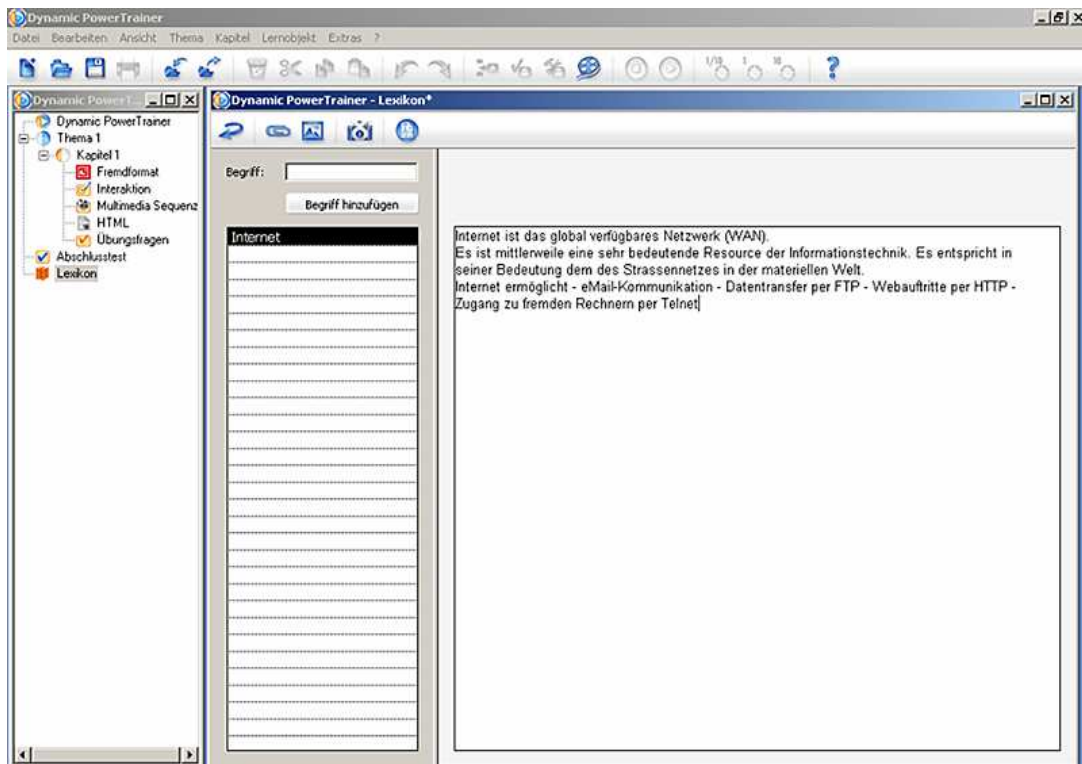 Dynamic PowerTrainer
Datei Bearbeiten Ansicht Thema Kapitel Lernobjekt Extras ?
Dynamic PowerT...
Dynamic PowerTrainer
Thema 1
Kapitel 1
Fremdformat
Interaktion
Multimedia Sequenz
HTML
Übungsfragen
Abschlusstest
Lexikon
Dynamic PowerTrainer - Lexikon*
Begriff:
Begriff hinzufügen
Internet
Internet ist das global verfügbares Netzwerk (WAN).
Es ist mittlerweile eine sehr bedeutende Resource der Informationstechnik. Es entspricht in
seiner Bedeutung dem des Strassennetzes in der materiellen Welt.
Internet ermöglicht - eMail-Kommunikation - Datentransfer per FTP - Webauftritte per HTTP -
Zugang zu fremden Rechnern per Telnet